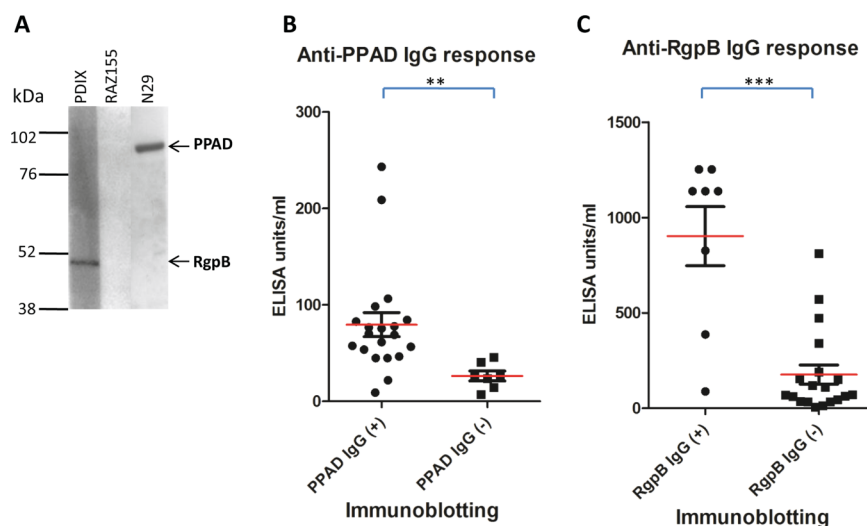 A
kDa
PDIX RAZ155 N29
102
PPAD
76
52
RgpB
38
B
Anti-PPAD IgG response
**
300
200
100
0
ELISA units/ml
PPAD IgG (+) PPAD IgG (-)
Immunoblotting
C
Anti-RgpB IgG response
***
1500
1000
500
0
ELISA units/ml
RgpB IgG (+) RgpB IgG (-)
Immunoblotting